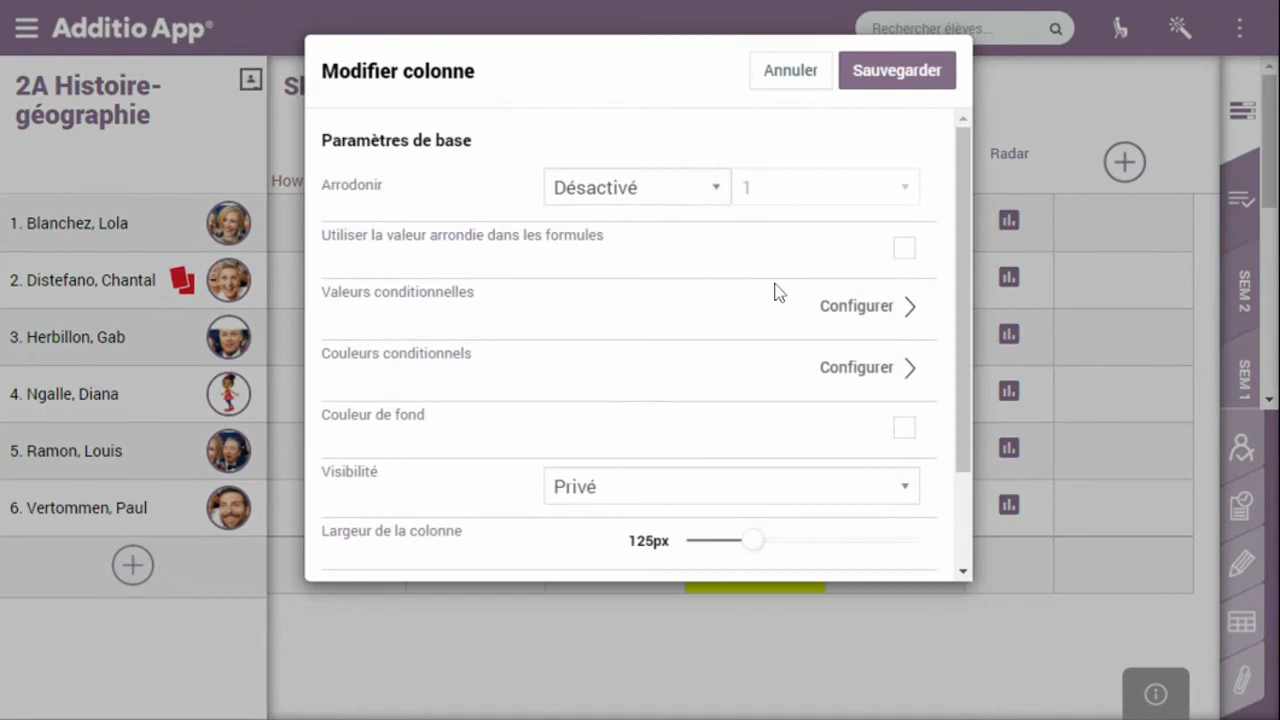 Additio App®
Rechercher élèves...
2A Histoire-
géographie
How
Radar
1. Blanchez, Lola
2. Distefano, Chantal
3. Herbillon, Gab
4. Ngalle, Diana
5. Ramon, Louis
6. Vertommen, Paul
Modifier colonne
Annuler
Sauvegarder
Paramètres de base
Arrodonir
Désactivé
1
Utiliser la valeur arrondie dans les formules
Valeurs conditionnelles
Configurer
Couleurs conditionnels
Configurer
Couleur de fond
Visibilité
Privé
Largeur de la colonne
125px
SEM 2
SEM 1